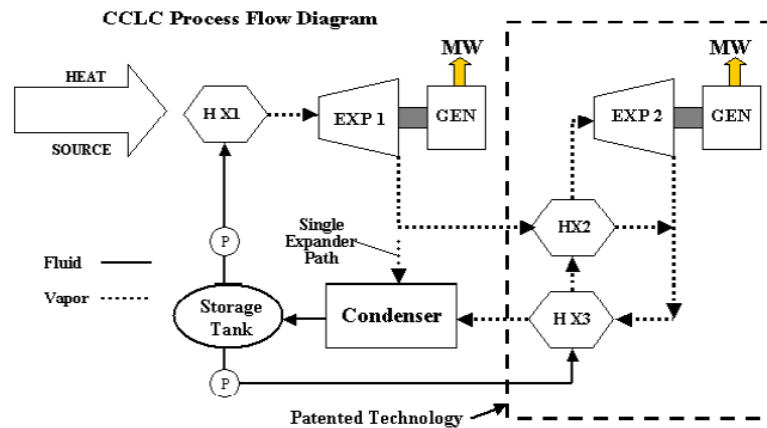 CCLC Process Flow Diagram
MW
MW
HEAT
SOURCE
H X1
EXP 1
GEN
EXP 2
GEN
Single
Expander
Path
HX2
P
Fluid
Vapor
Storage
Tank
Condenser
H X3
P
Patented Technology